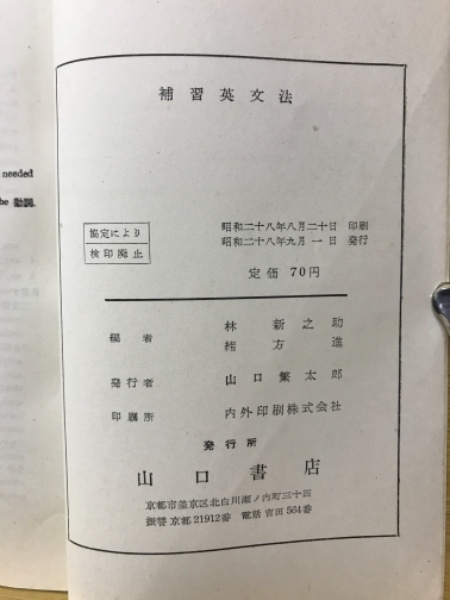 needed
be 動詞
補習英文法
協定により
検印廃止
昭和二十八年八月二十日 印刷
昭和二十八年九月一日 発行
定価 70円
編者 林新之助
緒方進
発行者 山口繁太郎
印刷所 内外印刷株式会社
発行所
山口書店
京都市左京区北白川瀬ノ内町三十四
振替京都21912番 電話吉田564番